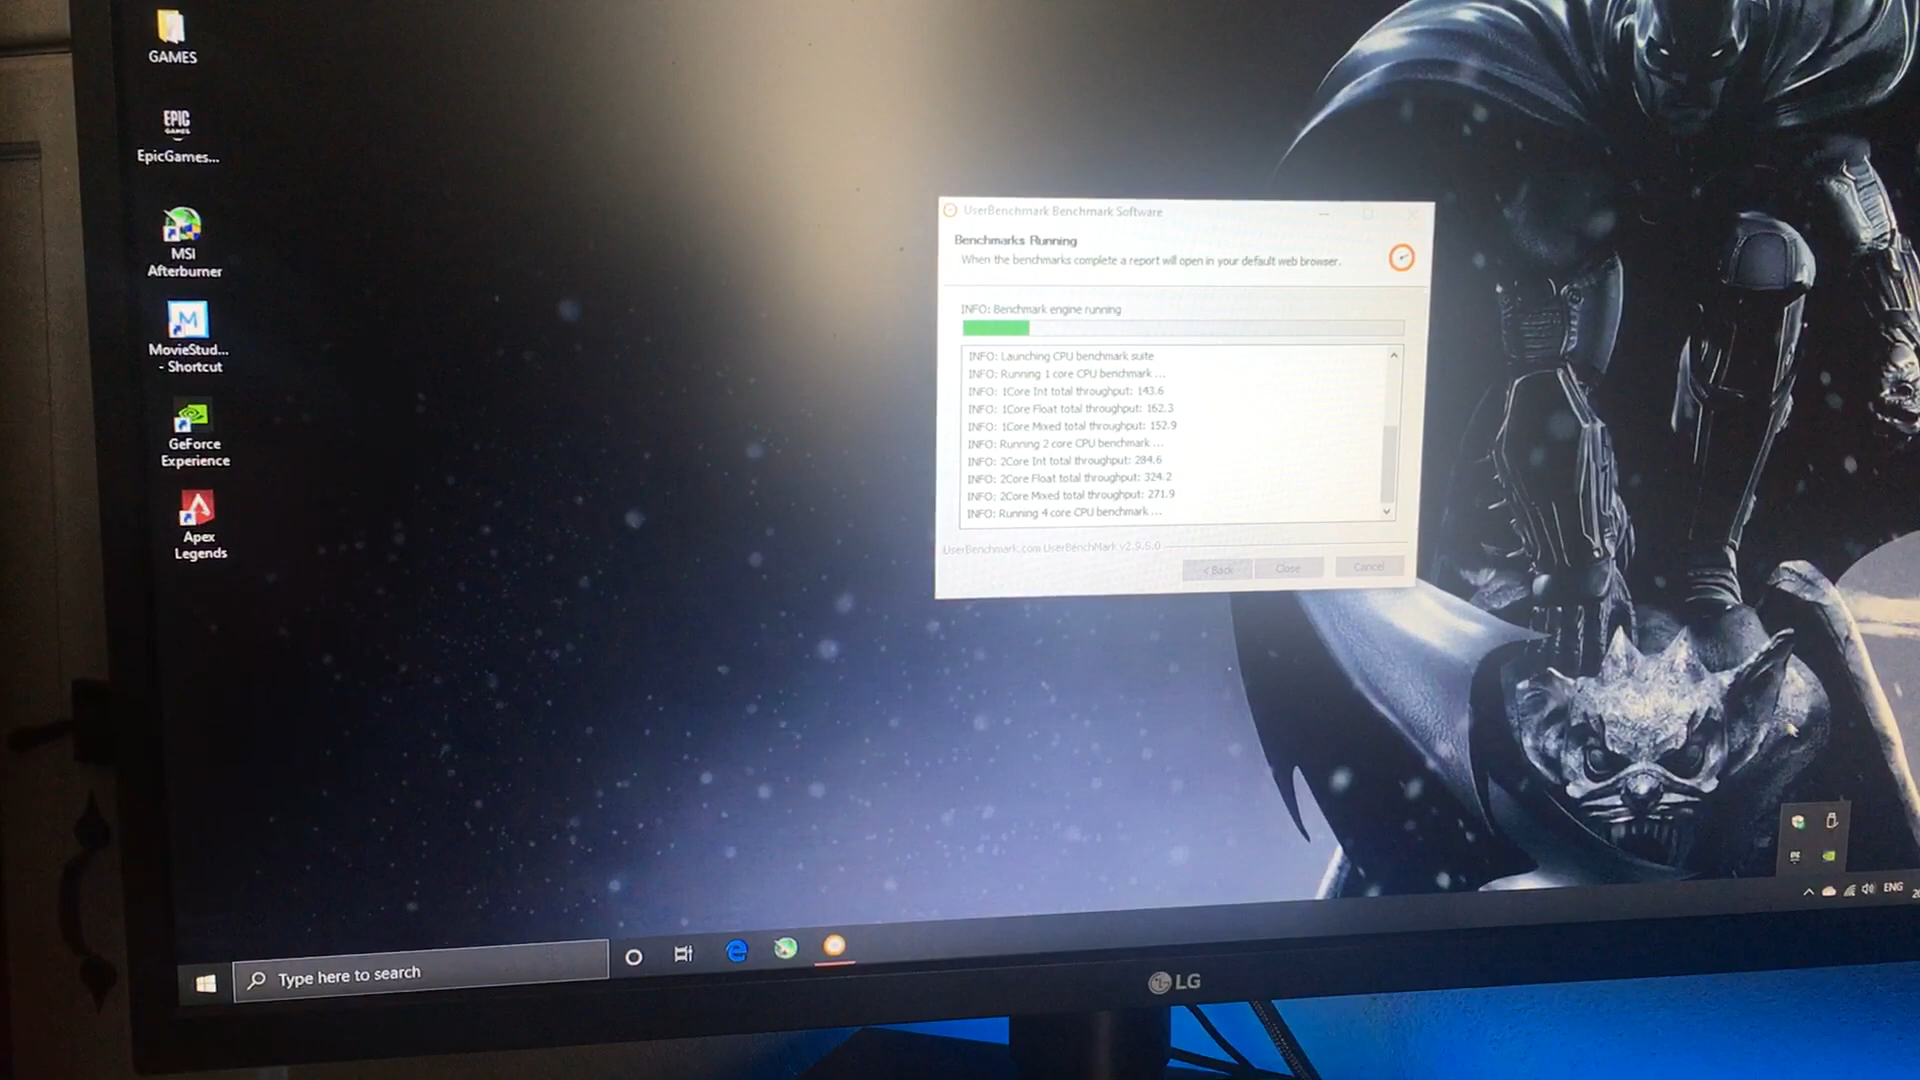 GAMES
EPIC
GAMES
EpicGames...
MSI
Afterburner
M
MovieStud...
- Shortcut
GeForce
Experience
Apex
Legends
UserBenchmark Benchmark Software
Benchmarks Running
When the benchmarks complete a report will open in your default web browser.
INFO: Benchmark engine running
INFO: Launching CPU benchmark suite
INFO: Running 1 core CPU benchmark ...
INFO: 1Core Int total throughput: 143.6
INFO: 1Core Float total throughput: 162.3
INFO: 1Core Mixed total throughput: 152.9
INFO: Running 2 core CPU benchmark ...
INFO: 2Core Int total throughput: 284.6
INFO: 2Core Float total throughput: 324.2
INFO: 2Core Mixed total throughput: 271.9
INFO: Running 4 core CPU benchmark ...
UserBenchmark.com UserBenchMark v2.9.5.0
< Back
Close
Cancel
ENG
Type here to search
LG